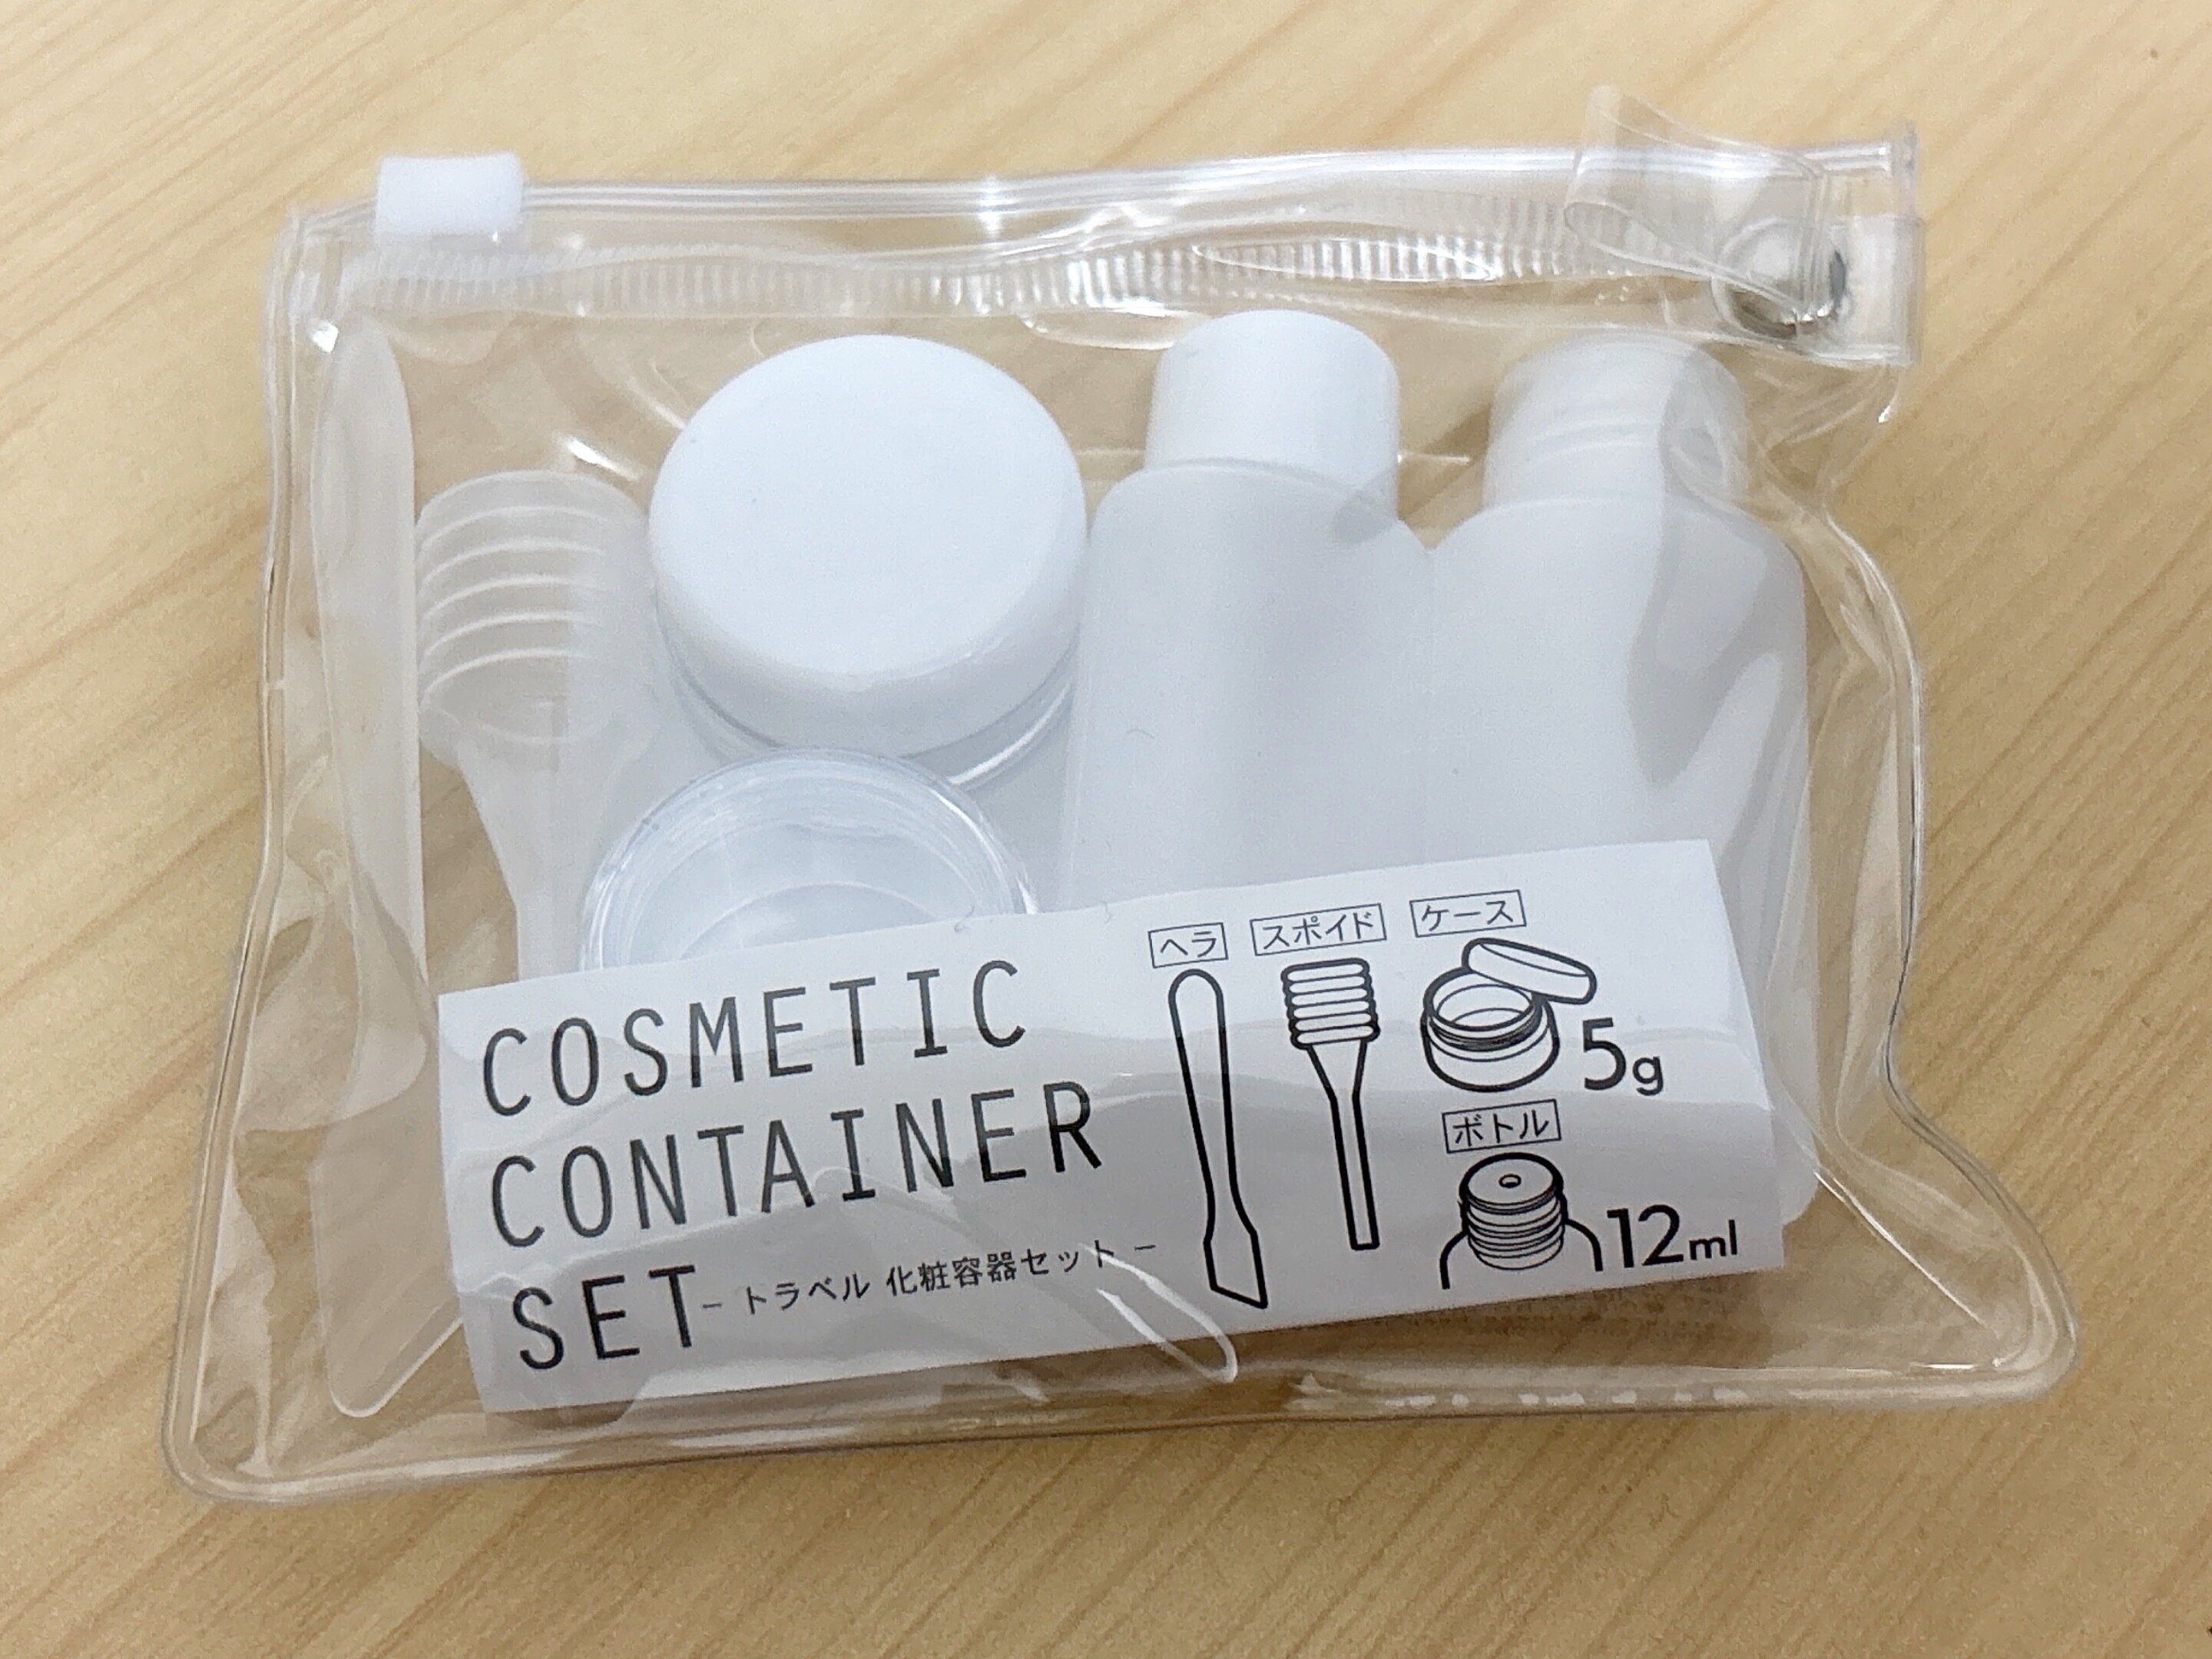 COSMETIC
CONTAINER
SET
- トラベル 化粧容器セット -
ヘラ
スポイド
ケース
5g
ボトル
12ml